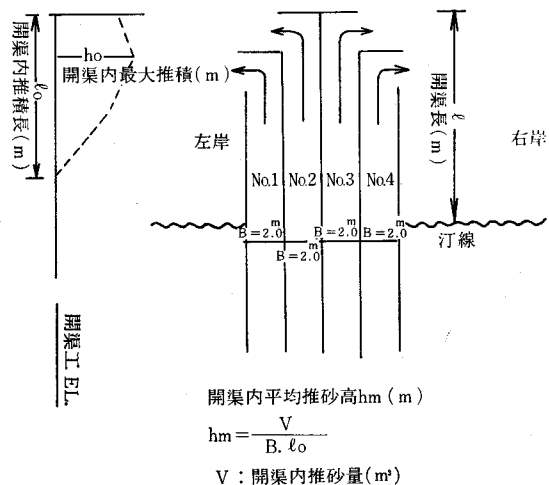 ho
開渠内最大推積(m)
開渠内推積長(m)
ℓo
開渠工 EL.
左岸
右岸
開渠長(m)
ℓ
No.1
No.2
No.3
No.4
B=2.0m
B=2.0m
B=2.0m
B=2.0m
汀線
開渠内平均推砂高hm(m)
hm=V/B.ℓo
V:開渠内推砂量(m³)